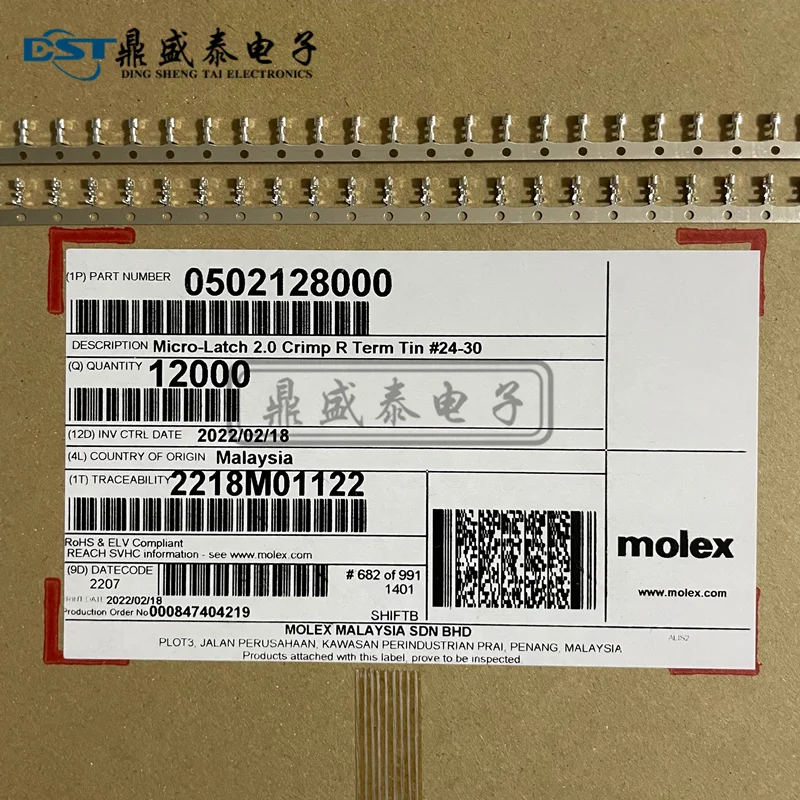 DST 鼎盛泰电子
DING SHENG TAI ELECTRONICS
(1P) PART NUMBER 0502128000
DESCRIPTION Micro-Latch 2.0 Crimp R Term Tin #24-30
(Q) QUANTITY 12000
鼎盛泰电子
(12D) INV CTRL DATE 2022/02/18
(4L) COUNTRY OF ORIGIN Malaysia
(1T) TRACEABILITY 2218M01122
RoHS & ELV Compliant
REACH SVHC information - see www.molex.com
(9D) DATECODE
2207
# 682 of 991
1401
PRINT DATE 2022/02/18
Production Order No 000847404219
SHIFTB
molex
www.molex.com
MOLEX MALAYSIA SDN BHD
ALIS2
PLOT3, JALAN PERUSAHAAN, KAWASAN PERINDUSTRIAN PRAI, PENANG, MALAYSIA
Products attached with this label, prove to be inspected